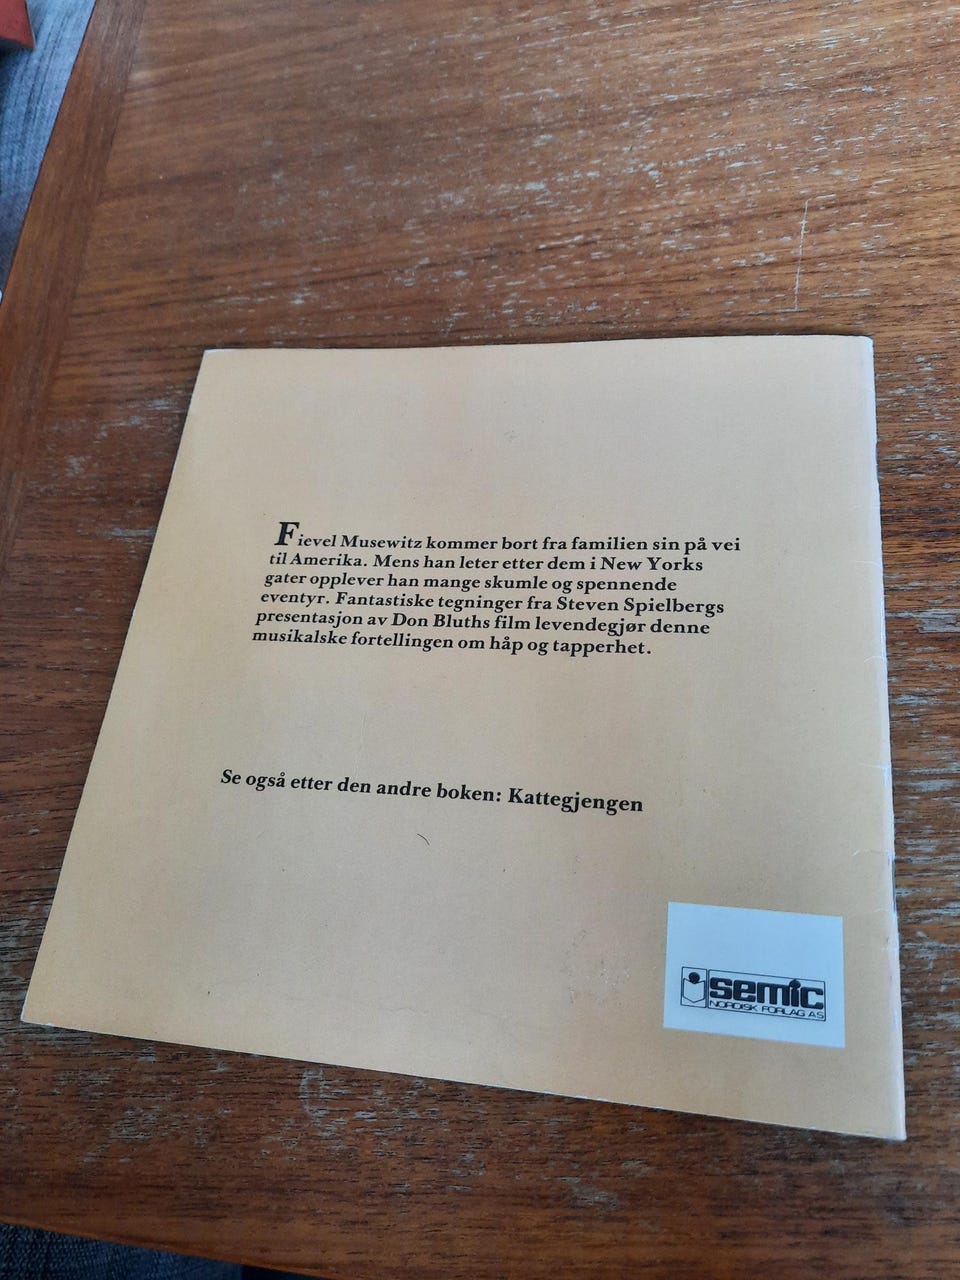 Fievel Musewitz kommer bort fra familien sin på vei
til Amerika. Mens han leter etter dem i New Yorks
gater opplever han mange skumle og spennende
eventyr. Fantastiske tegninger fra Steven Spielbergs
presentasjon av Don Bluths film levendegjør denne
musikalske fortellingen om håp og tapperhet.
Se også etter den andre boken: Kattegjengen
semic
NORDISK FORLAG AS